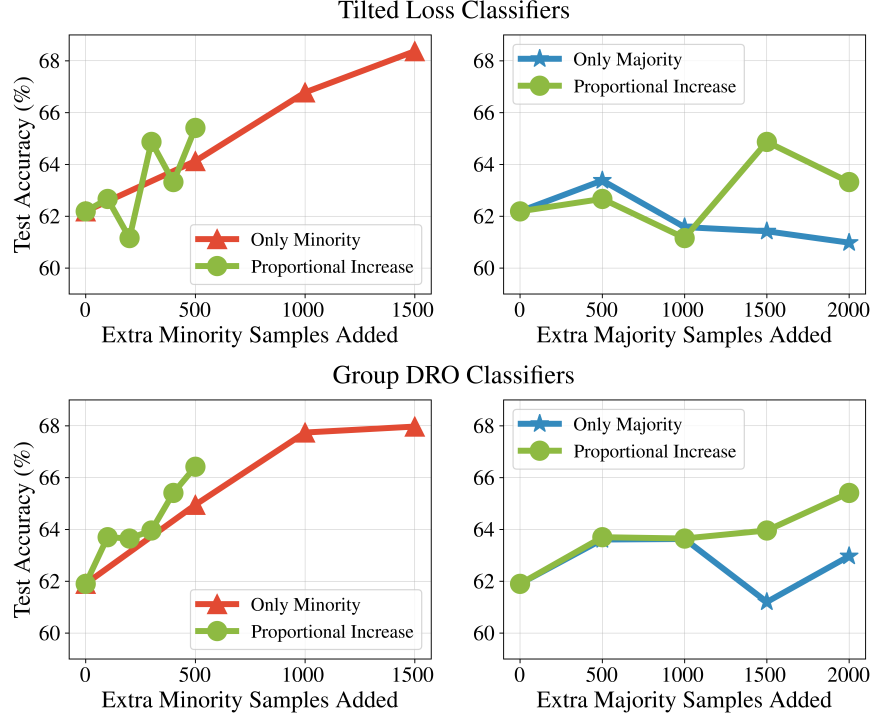 Tilted Loss Classifiers
Test Accuracy (%)
68
66
64
62
60
0 500 1000 1500
Extra Minority Samples Added
Only Minority
Proportional Increase
68
66
64
62
60
0 500 1000 1500 2000
Extra Majority Samples Added
Only Majority
Proportional Increase
Group DRO Classifiers
Test Accuracy (%)
68
66
64
62
60
0 500 1000 1500
Extra Minority Samples Added
Only Minority
Proportional Increase
68
66
64
62
60
0 500 1000 1500 2000
Extra Majority Samples Added
Only Majority
Proportional Increase